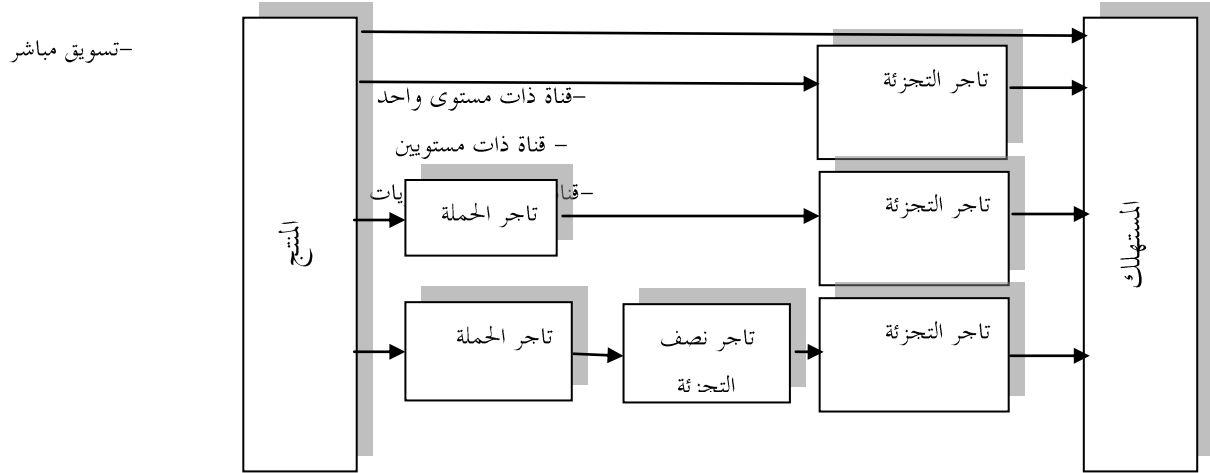 –تسويق مباشر
–قناة ذات مستوى واحد
– قناة ذات مستويين
المنتج
المستهلك
تاجر التجزئة
تاجر الحملة
تاجر التجزئة
تاجر الحملة
تاجر نصف
التجزئة
تاجر التجزئة